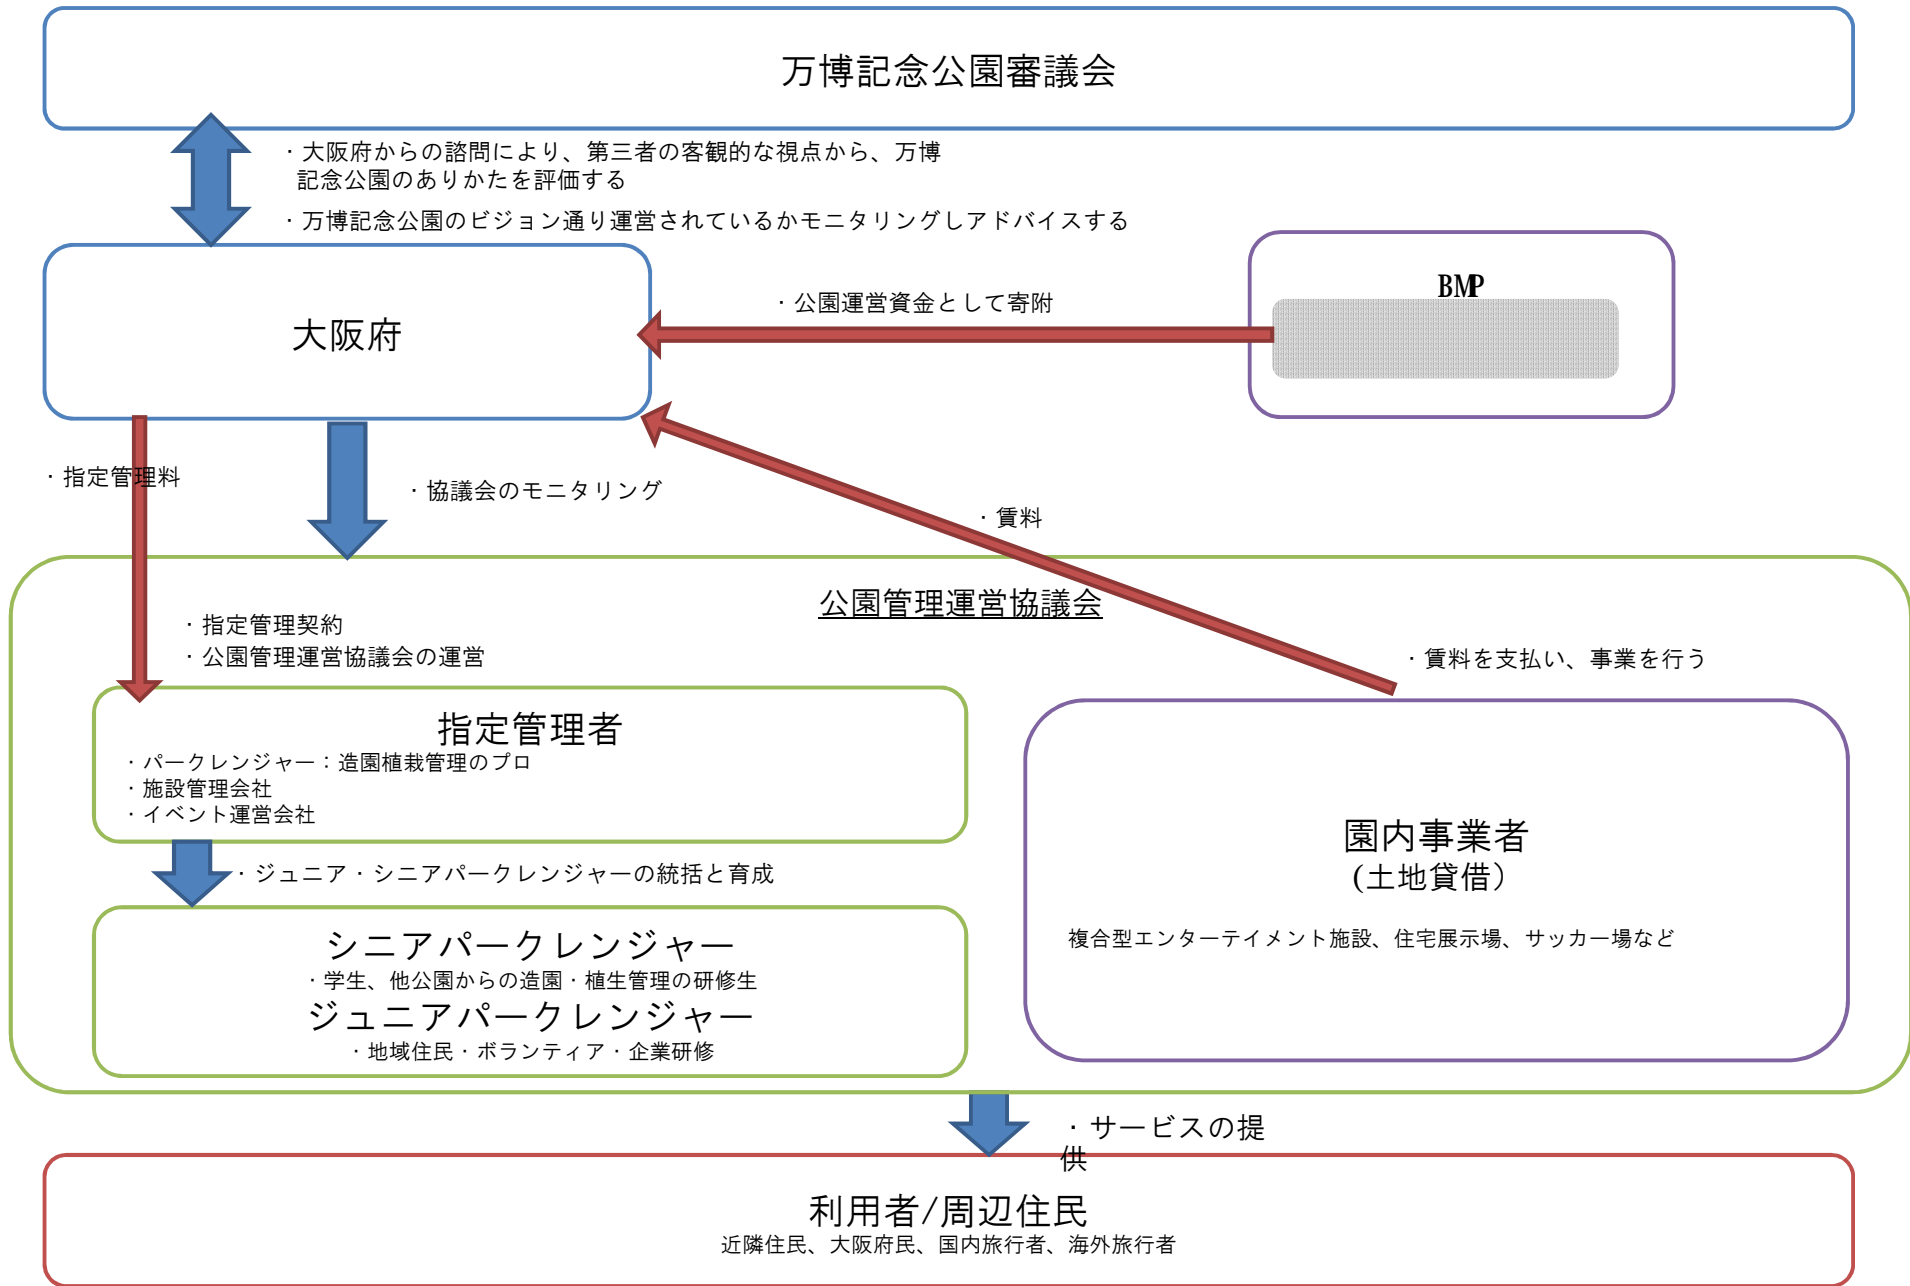 万博記念公園審議会
・大阪府からの諮問により、第三者の客観的な視点から、万博
記念公園のありかたを評価する
・万博記念公園のビジョン通り運営されているかモニタリングしアドバイスする
BMP
・公園運営資金として寄附
大阪府
・指定管理料
・協議会のモニタリング
・賃料
公園管理運営協議会
・指定管理契約
・公園管理運営協議会の運営
・賃料を支払い、事業を行う
指定管理者
・パークレンジャー：造園植栽管理のプロ
・施設管理会社
・イベント運営会社
園内事業者
(土地貸借）
複合型エンターテイメント施設、住宅展示場、サッカー場など
・ジュニア・シニアパークレンジャーの統括と育成
シニアパークレンジャー
・学生、他公園からの造園・植生管理の研修生
ジュニアパークレンジャー
・地域住民・ボランティア・企業研修
・サービスの提
供
利用者/周辺住民
近隣住民、大阪府民、国内旅行者、海外旅行者